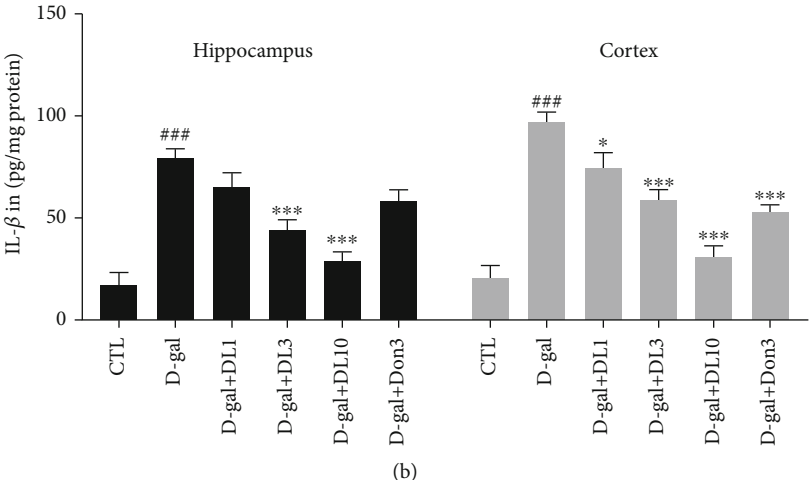 150
Hippocampus
Cortex
100
50
0
IL-β in (pg/mg protein)
###
***
***
###
*
***
***
***
CTL
D-gal
D-gal+DL1
D-gal+DL3
D-gal+DL10
D-gal+Don3
CTL
D-gal
D-gal+DL1
D-gal+DL3
D-gal+DL10
D-gal+Don3
(b)